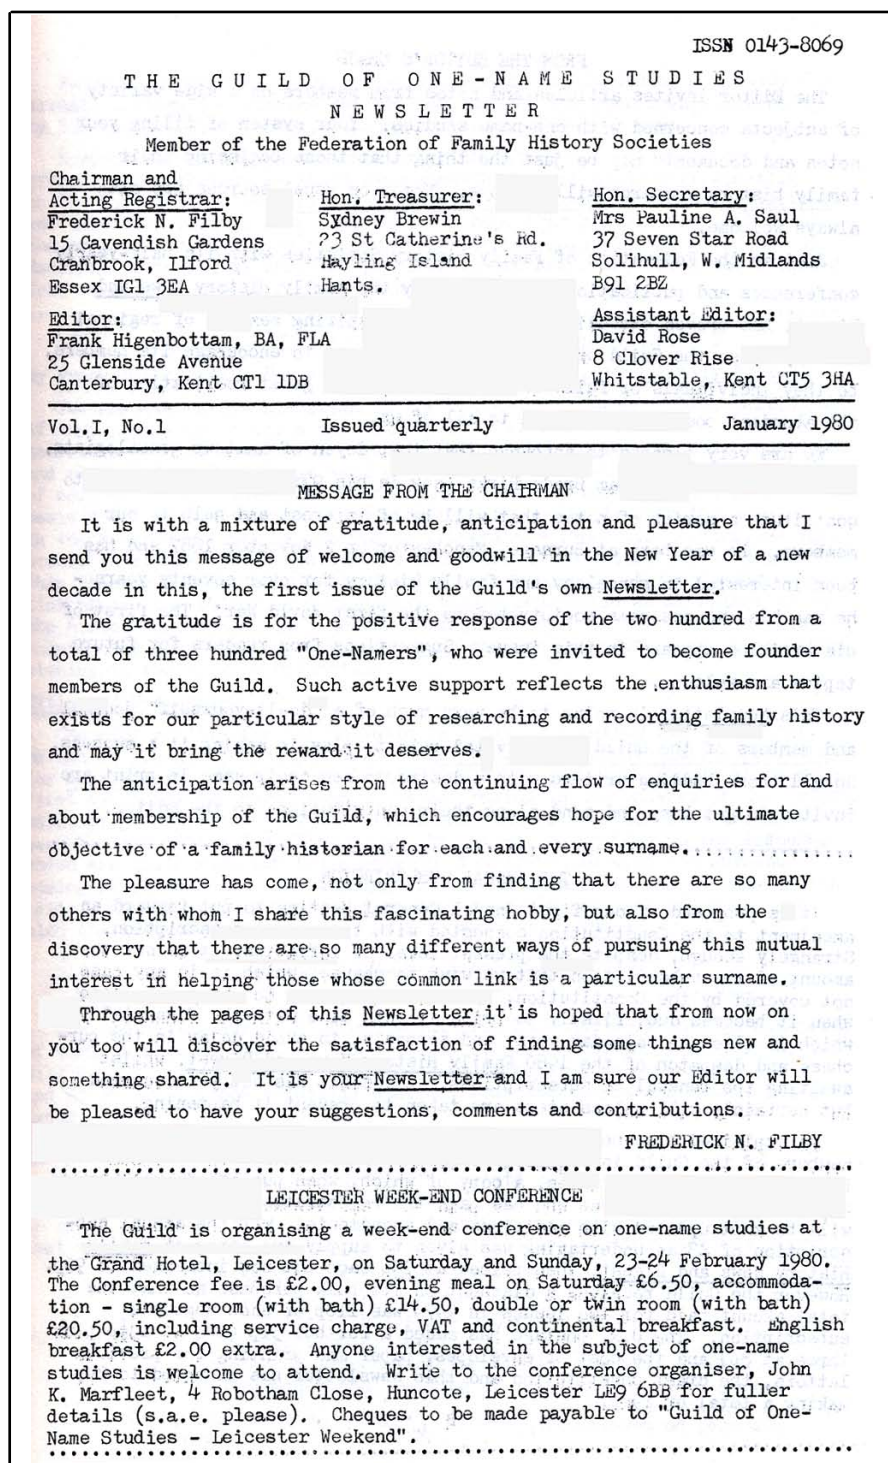 ISSN 0143-8069
THE GUILD OF ONE-NAME STUDIES
NEWSLETTER
Member of the Federation of Family History Societies
Chairman and
Acting Registrar:
Frederick N. Filby
15 Cavendish Gardens
Cranbrook, Ilford
Essex IG1 3EA
Hon. Treasurer:
Sydney Brewin
23 St Catherine's Rd.
Hayling Island
Hants.
Hon. Secretary:
Mrs Pauline A. Saul
37 Seven Star Road
Solihull, W. Midlands
B91 2BZ
Editor:
Frank Higenbottam, BA, FLA
25 Glenside Avenue
Canterbury, Kent CT1 1DB
Assistant Editor:
David Rose
8 Clover Rise
Whitstable, Kent CT5 3HA
Vol.I, No.1 Issued quarterly January 1980
MESSAGE FROM THE CHAIRMAN
It is with a mixture of gratitude, anticipation and pleasure that I
send you this message of welcome and goodwill in the New Year of a new
decade in this, the first issue of the Guild's own Newsletter.
The gratitude is for the positive response of the two hundred from a
total of three hundred "One-Namers", who were invited to become founder
members of the Guild. Such active support reflects the enthusiasm that
exists for our particular style of researching and recording family history
and may it bring the reward it deserves.
The anticipation arises from the continuing flow of enquiries for and
about membership of the Guild, which encourages hope for the ultimate
objective of a family historian for each and every surname..............
The pleasure has come, not only from finding that there are so many
others with whom I share this fascinating hobby, but also from the
discovery that there are so many different ways of pursuing this mutual
interest in helping those whose common link is a particular surname.
Through the pages of this Newsletter it is hoped that from now on
you too will discover the satisfaction of finding some things new and
something shared. It is your Newsletter and I am sure our Editor will
be pleased to have your suggestions, comments and contributions.
FREDERICK N. FILBY
LEICESTER WEEK-END CONFERENCE
The Guild is organising a week-end conference on one-name studies at
the Grand Hotel, Leicester, on Saturday and Sunday, 23-24 February 1980.
The Conference fee is £2.00, evening meal on Saturday £6.50, accommoda-
tion - single room (with bath) £14.50, double or twin room (with bath)
£20.50, including service charge, VAT and continental breakfast. English
breakfast £2.00 extra. Anyone interested in the subject of one-name
studies is welcome to attend. Write to the conference organiser, John
K. Marfleet, 4 Robotham Close, Huncote, Leicester LE9 6BB for fuller
details (s.a.e. please). Cheques to be made payable to "Guild of One-
Name Studies - Leicester Weekend".